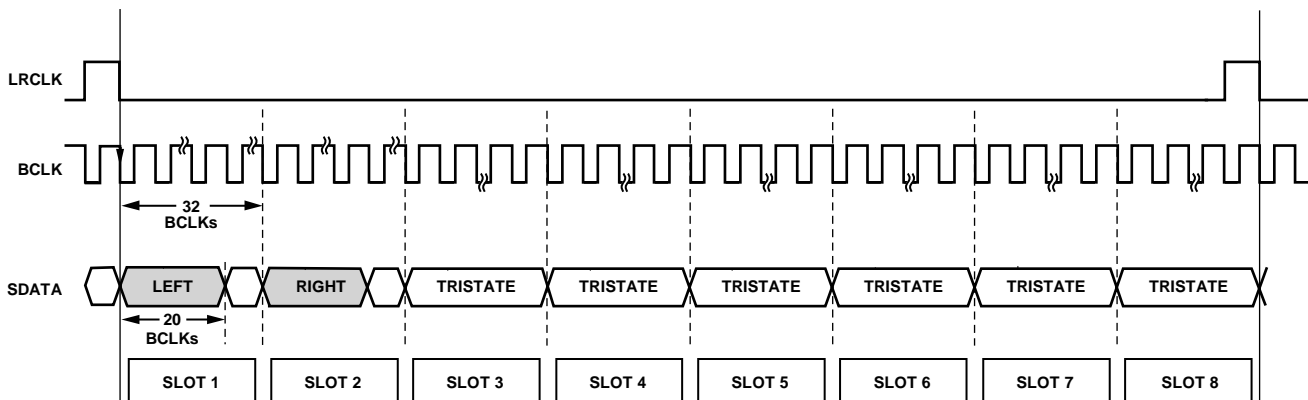 LRCLK
BCLK
32
BCLKs
SDATA LEFT RIGHT TRISTATE TRISTATE TRISTATE TRISTATE TRISTATE TRISTATE
20
BCLKs
SLOT 1 SLOT 2 SLOT 3 SLOT 4 SLOT 5 SLOT 6 SLOT 7 SLOT 8